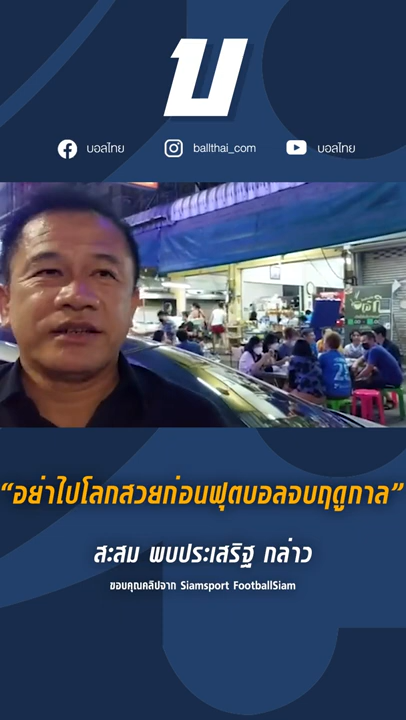 บ
บอลไทย
ballthai_com
บอลไทย
“อย่าไปโลกสวยก่อนฟุตบอลจบฤดูกาล”
สะสม พบประเสริฐ กล่าว
ขอบคุณคลิปจาก Siamsport FootballSiam